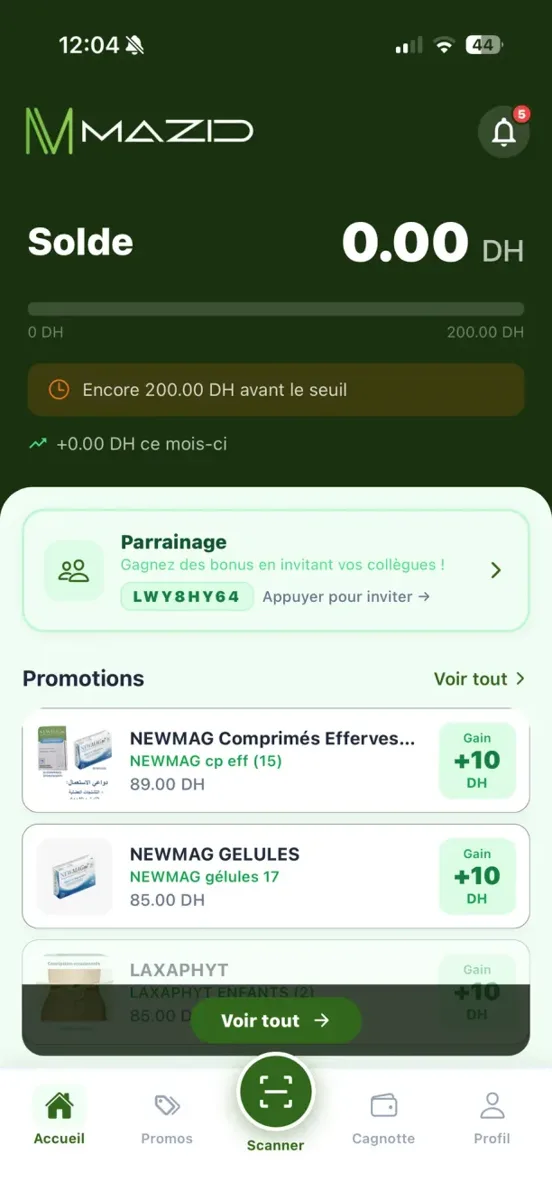 12:04
44
MAZID
5
Solde
0.00 DH
0 DH
200.00 DH
Encore 200.00 DH avant le seuil
+0.00 DH ce mois-ci
Parrainage
Gagnez des bonus en invitant vos collègues !
LWY8HY64
Appuyer pour inviter →
Promotions
Voir tout >
NEWMAG Comprimés Efferves...
NEWMAG cp eff (15)
89.00 DH
Gain
+10
DH
NEWMAG GELULES
NEWMAG gélules 17
85.00 DH
Gain
+10
DH
LAXAPHYT
LAXAPHYT ENFANTS (2)
85.00 D
Gain
+10
DH
Voir tout →
Accueil
Promos
Scanner
Cagnotte
Profil